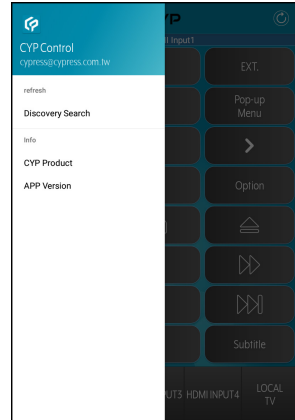 CYP Control
cypress@cypress.com.tw
refresh
Discovery Search
Info
CYP Product
APP Version
YP
Input1
EXT.
Pop-up
Menu
Option
Subtitle
UT3
HDMI INPUT4
LOCAL
TV